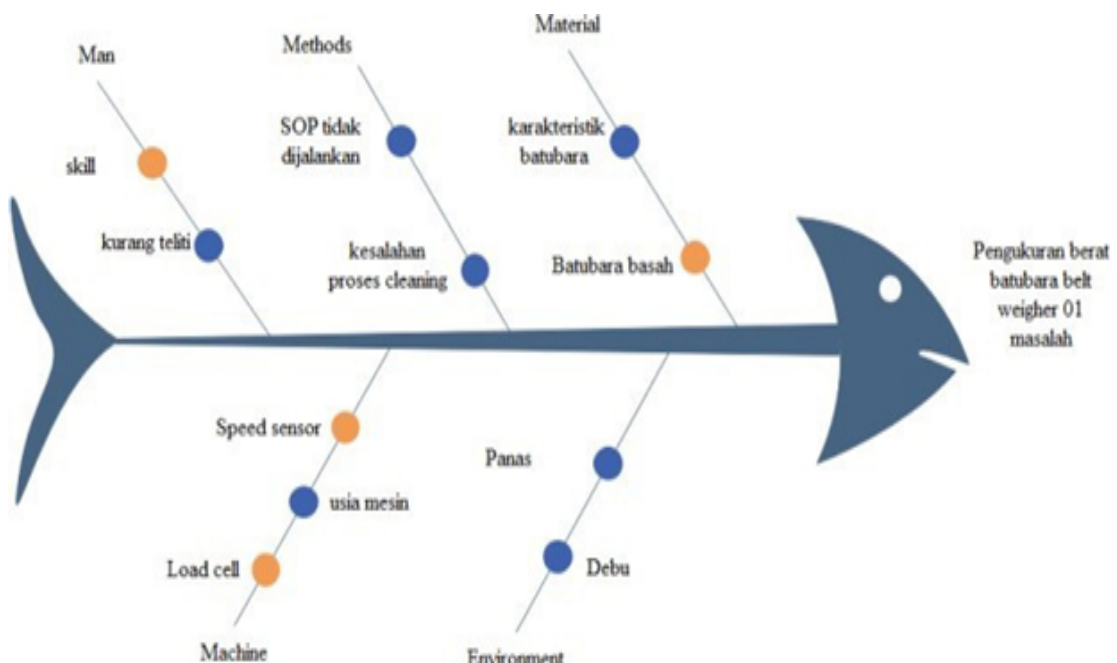 Man
Methods
Material
skill
kurang teliti
SOP tidak
dijalankan
kesalahan
proses cleaning
karakteristik
batubara
Batubara basah
Pengukuran berat
batubara belt
weigher 01
masalah
Speed sensor
usia mesin
Load cell
Machine
Panas
Debu
Environment